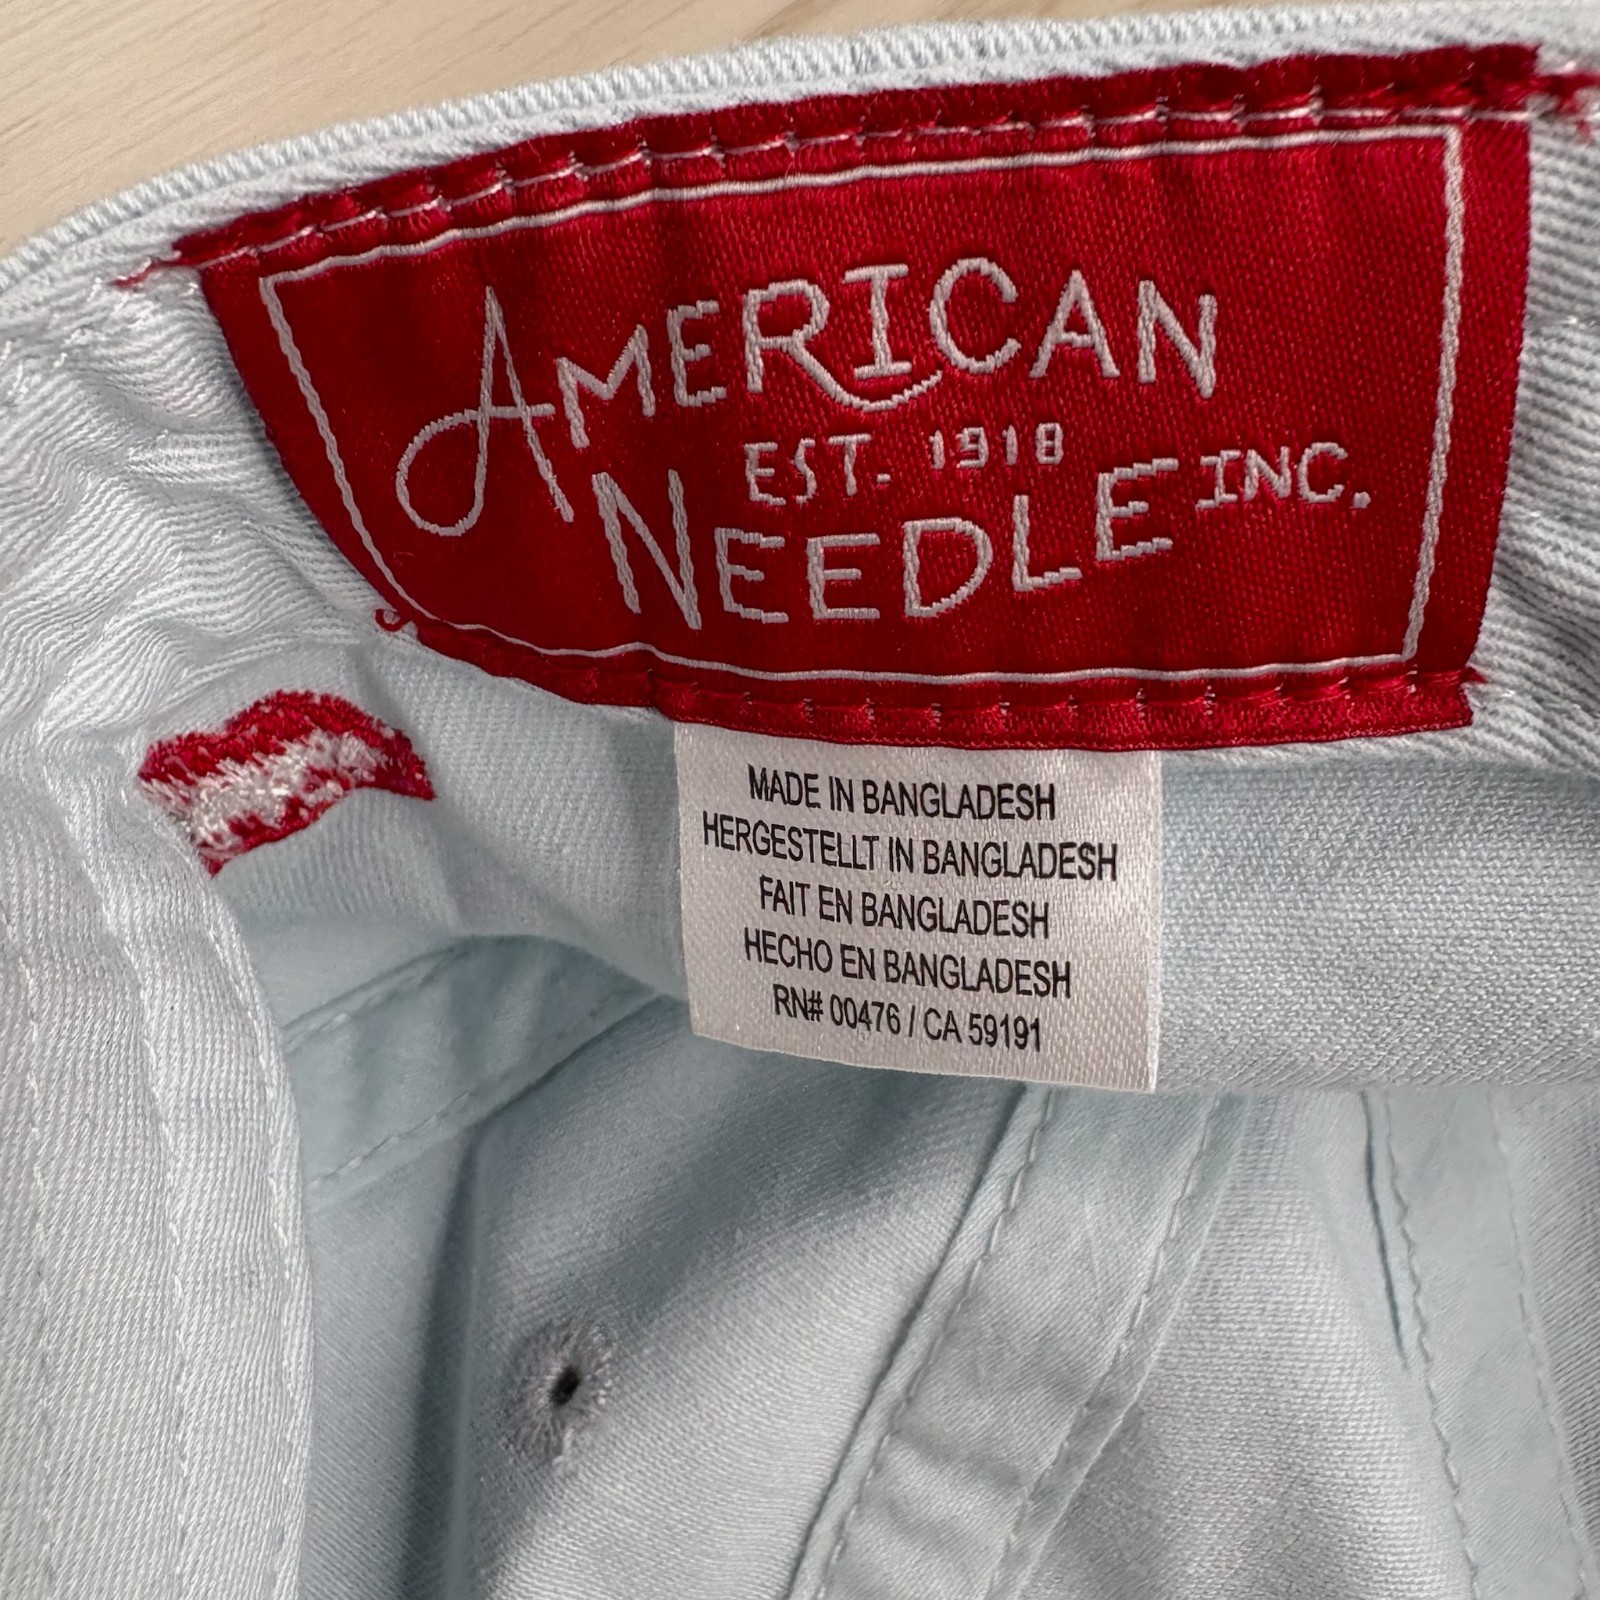 AMERICAN
EST. 1918
NEEDLE INC.
MADE IN BANGLADESH
HERGESTELLT IN BANGLADESH
FAIT EN BANGLADESH
HECHO EN BANGLADESH
RN# 00476 / CA 59191